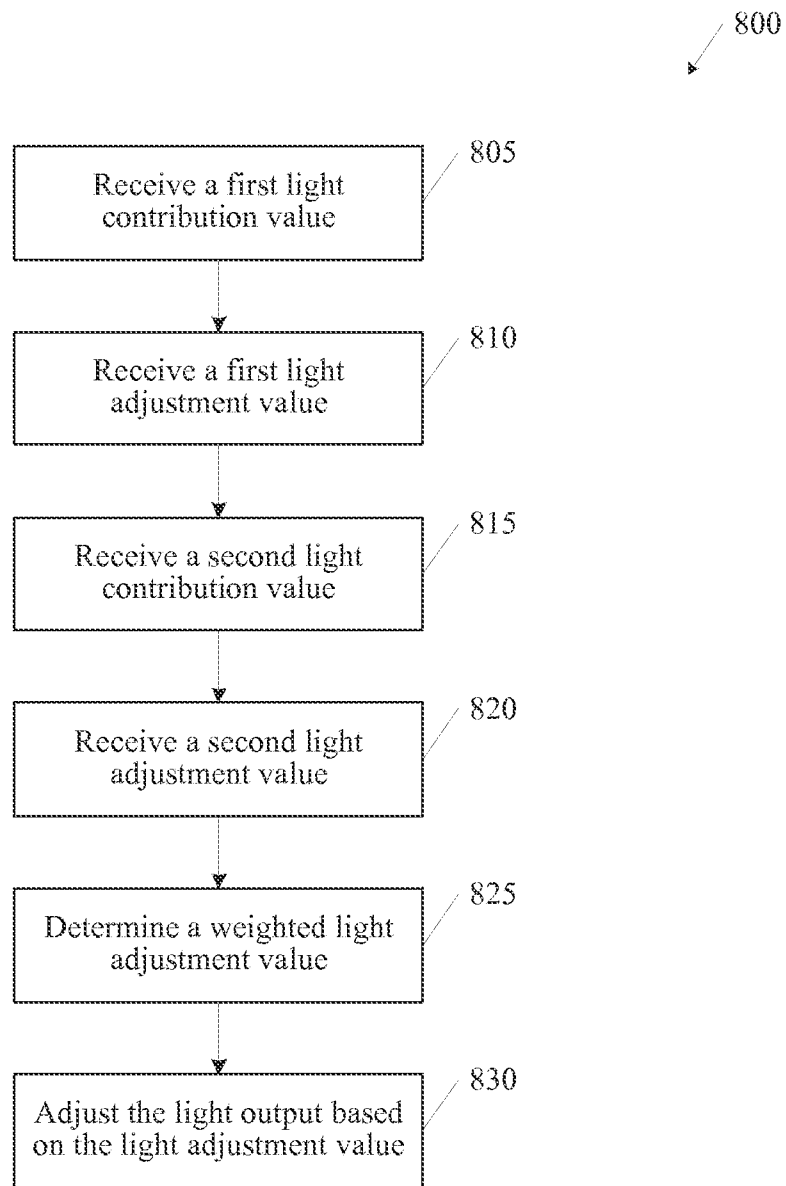 800
805
Receive a first light
contribution value
810
Receive a first light
adjustment value
815
Receive a second light
contribution value
820
Receive a second light
adjustment value
825
Determine a weighted light
adjustment value
830
Adjust the light output based
on the light adjustment value